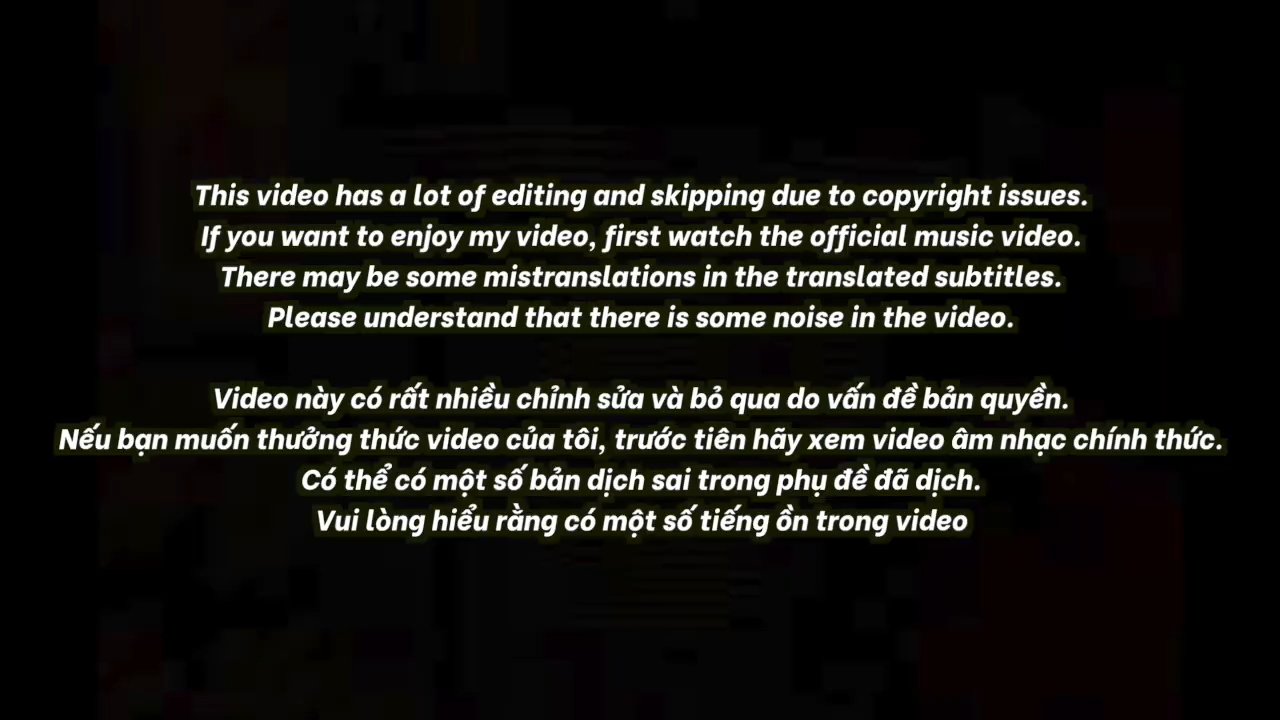 This video has a lot of editing and skipping due to copyright issues.
If you want to enjoy my video, first watch the official music video.
There may be some mistranslations in the translated subtitles.
Please understand that there is some noise in the video.
Video này có rất nhiều chỉnh sửa và bỏ qua do vấn đề bản quyền.
Nếu bạn muốn thưởng thức video của tôi, trước tiên hãy xem video âm nhạc chính thức.
Có thể có một số bản dịch sai trong phụ đề đã dịch.
Vui lòng hiểu rằng có một số tiếng ồn trong video